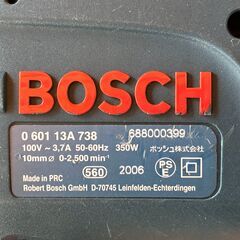 BOSCH
0 601 13A 738 688000399
100V ~ 3,7A 50-60Hz 350W ボッシュ株式会社
10mm Ø 0-2.500 min⁻¹
Made in PRC 560 2006 PSE
Robert Bosch GmbH D-70745 Leinfelden-Echterdingen